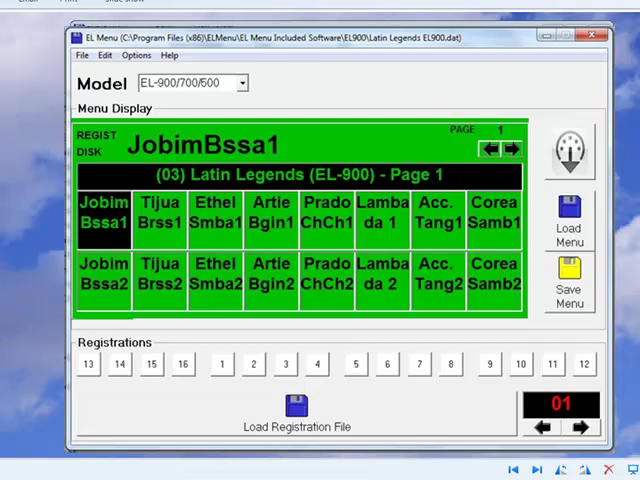 EL Menu (C:\Program Files (x86)\ELMenu\EL Menu Included Software\EL900\Latin Legends EL900.dat)
File Edit Options Help
Model EL-900/700/500
Menu Display
REGIST
DISK
JobimBssa1
PAGE 1
(03) Latin Legends (EL-900) - Page 1
Jobim Tijua Ethel Artie Prado Lamba Acc. Corea
Bssa1 Brss1 Smba1 Bgin1 ChCh1 da 1 Tang1 Samb1
Jobim Tijua Ethel Artie Prado Lamba Acc. Corea
Bssa2 Brss2 Smba2 Bgin2 ChCh2 da 2 Tang2 Samb2
Load
Menu
Save
Menu
Registrations
13 14 15 16 1 2 3 4 5 6 7 8 9 10 11 12
Load Registration File
01